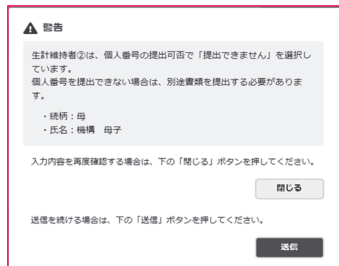 警告
生計維持者②は、個人番号の提出可否で「提出できません」を選択し
ています。
個人番号を提出できない場合は、別途書類を提出する必要がありま
す。
・続柄：母
・氏名：機構　母子
入力内容を再度確認する場合は、下の「閉じる」ボタンを押してください。
閉じる
送信を続ける場合は、下の「送信」ボタンを押してください。
送信